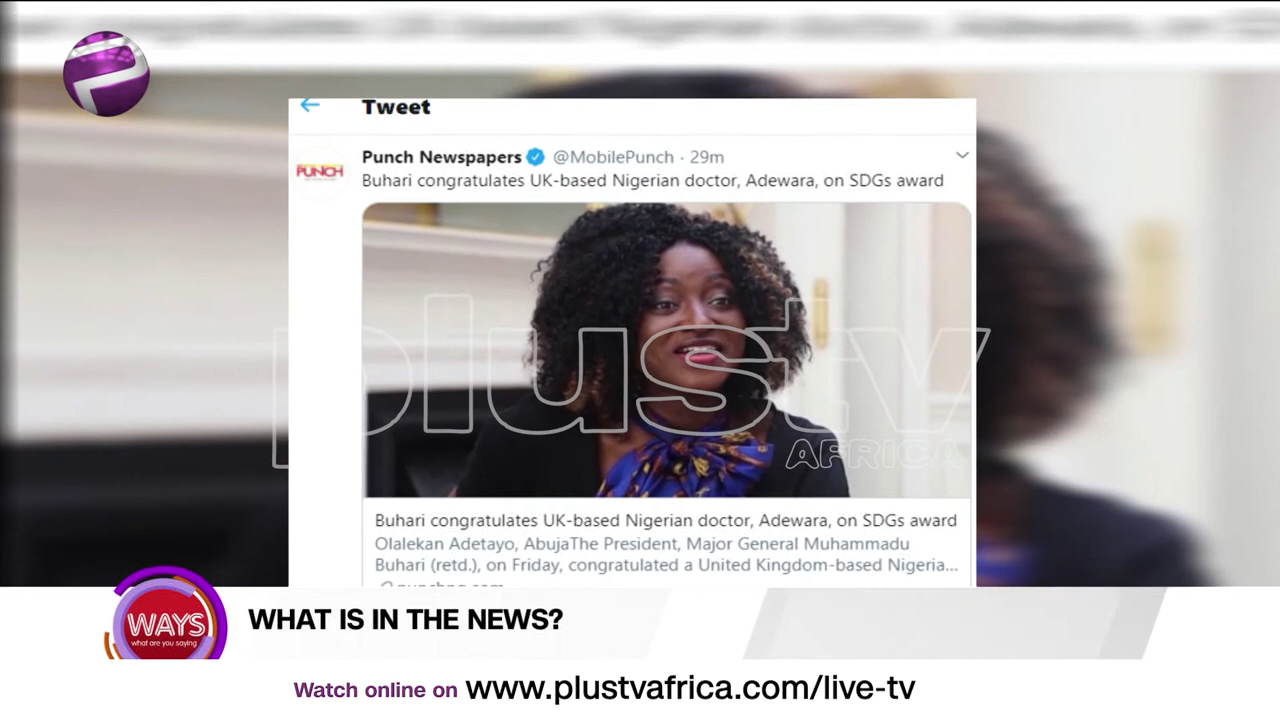 Tweet
Punch Newspapers @MobilePunch · 29m
PUNCH
Buhari congratulates UK-based Nigerian doctor, Adewara, on SDGs award
plustv
AFRICA
Buhari congratulates UK-based Nigerian doctor, Adewara, on SDGs award
Olalekan Adetayo, AbujaThe President, Major General Muhammadu
Buhari (retd.), on Friday, congratulated a United Kingdom-based Nigeria...
WAYS
what are you saying
WHAT IS IN THE NEWS?
Watch online on www.plustvafrica.com/live-tv